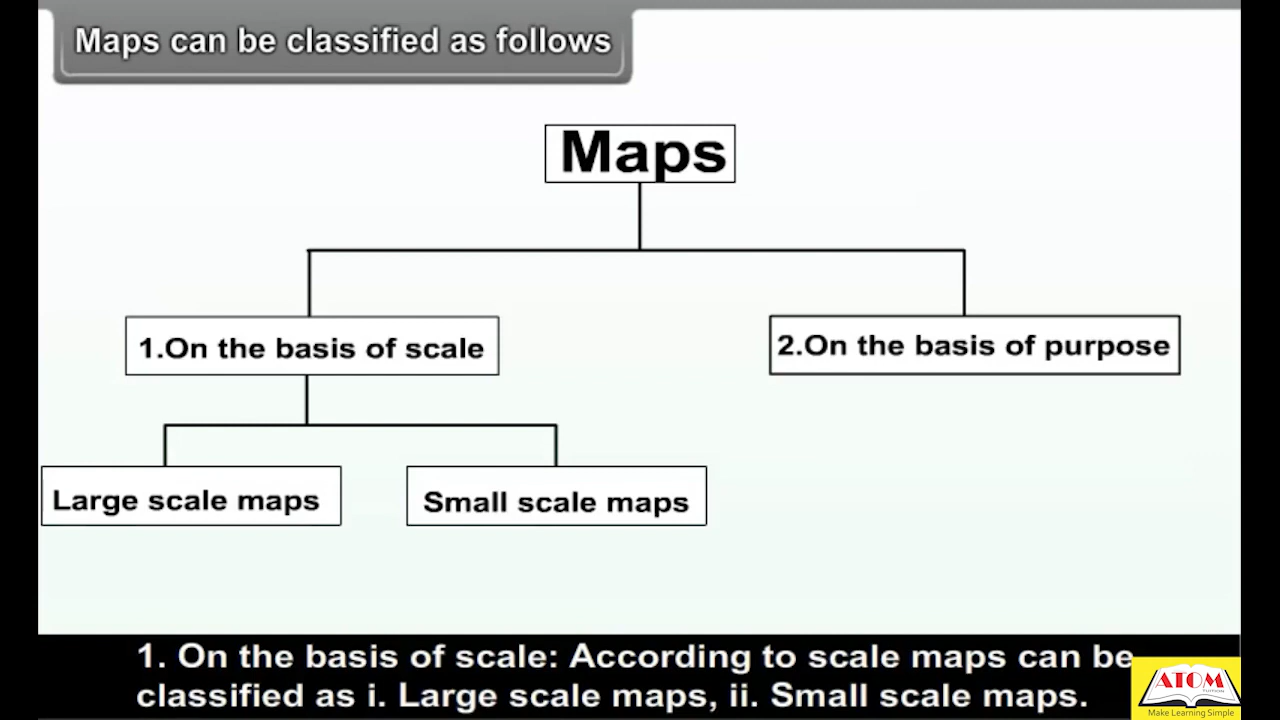 Maps can be classified as follows
Maps
1.On the basis of scale
2.On the basis of purpose
Large scale maps
Small scale maps
1. On the basis of scale: According to scale maps can be
classified as i. Large scale maps, ii. Small scale maps.
ATOM
Make Learning Simple